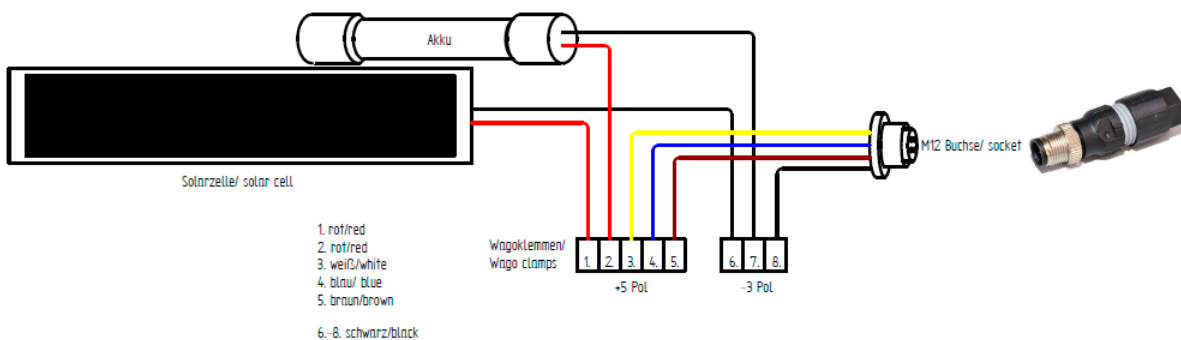 Akku
Solarzelle/ solar cell
M12 Buchse/ socket
1. rot/red
2. rot/red
3. weiß/white
4. blau/ blue
5. braun/brown
6.-8. schwarz/black
Wagoklemmen/
Wago clamps
1. 2. 3. 4. 5.
6. 7. 8.
+5 Pol
-3 Pol